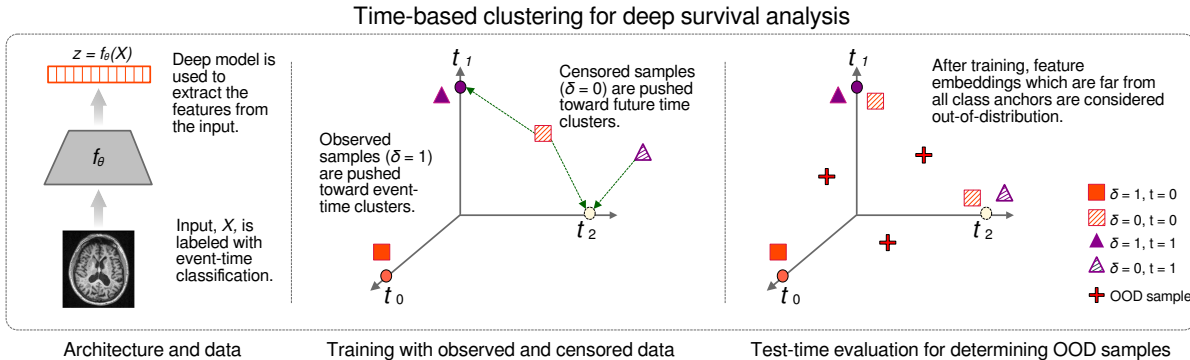 Time-based clustering for deep survival analysis
z = fθ(X)
Deep model is
used to
extract the
features from
the input.
fθ
Input, X, is
labeled with
event-time
classification.
t1
Censored samples
(δ = 0) are pushed
toward future time
clusters.
Observed
samples (δ = 1)
are pushed
toward event-
time clusters.
t2
t0
t1
After training, feature
embeddings which are far from
all class anchors are considered
out-of-distribution.
t2
t0
δ = 1, t = 0
δ = 0, t = 0
δ = 1, t = 1
δ = 0, t = 1
OOD sample
Architecture and data
Training with observed and censored data
Test-time evaluation for determining OOD samples